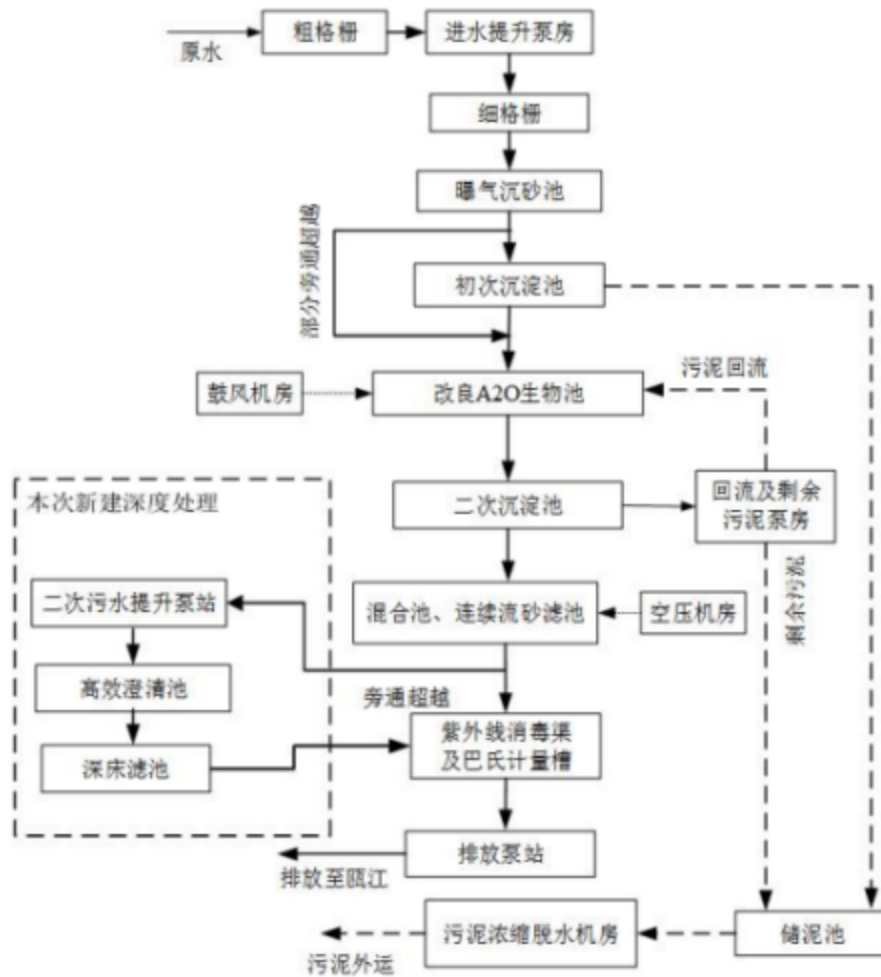 粗格栅
进水提升泵房
原水
细格栅
曝气沉砂池
部分旁通超越
初次沉淀池
污泥回流
鼓风机房
改良A2O生物池
本次新建深度处理
二次沉淀池
回流及剩余
污泥泵房
二次污水提升泵站
混合池、连续流砂滤池
空压机房
剩余污泥
高效澄清池
旁通超越
紫外线消毒渠
及巴氏计量槽
深床滤池
排放泵站
排放至瓯江
污泥浓缩脱水机房
储泥池
污泥外运